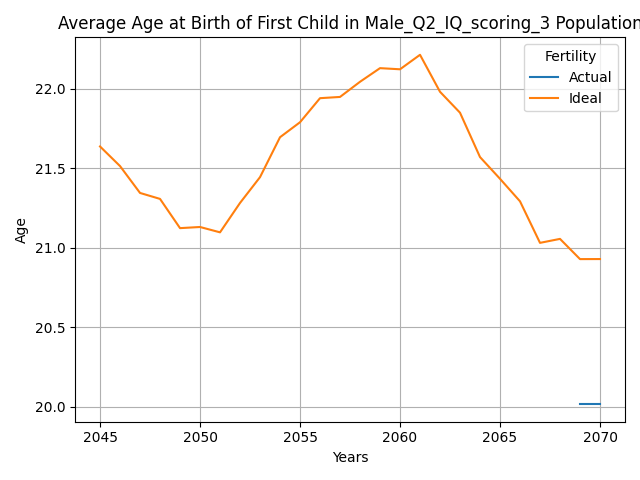 Average Age at Birth of First Child in Male_Q2_IQ_scoring_3 Population
Fertility
Actual
Ideal
22.0
21.5
21.0
20.5
20.0
Age
2045 2050 2055 2060 2065 2070
Years